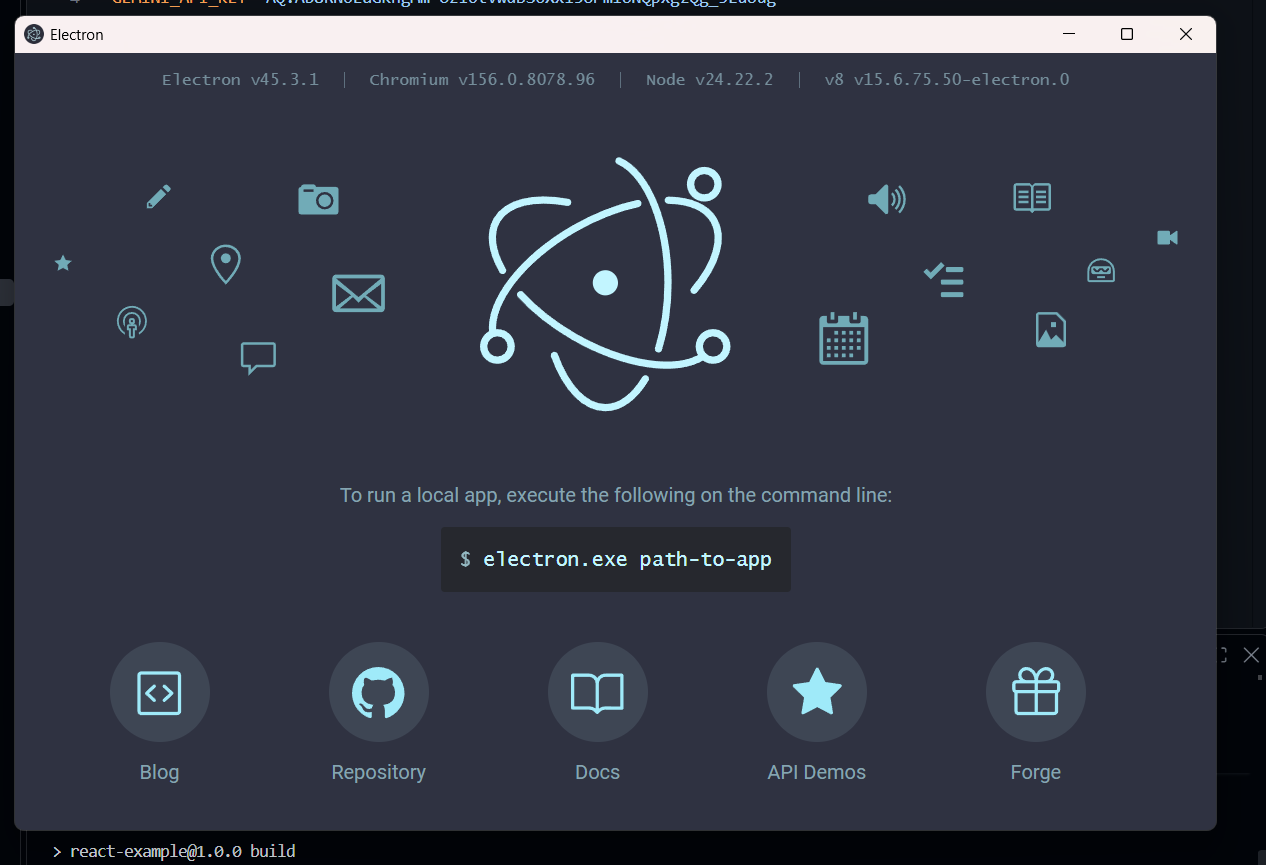 Electron
Electron v45.3.1 | Chromium v156.0.8078.96 | Node v24.22.2 | v8 v15.6.75.50-electron.0
To run a local app, execute the following on the command line:
$ electron.exe path-to-app
Blog Repository Docs API Demos Forge
> react-example@1.0.0 build